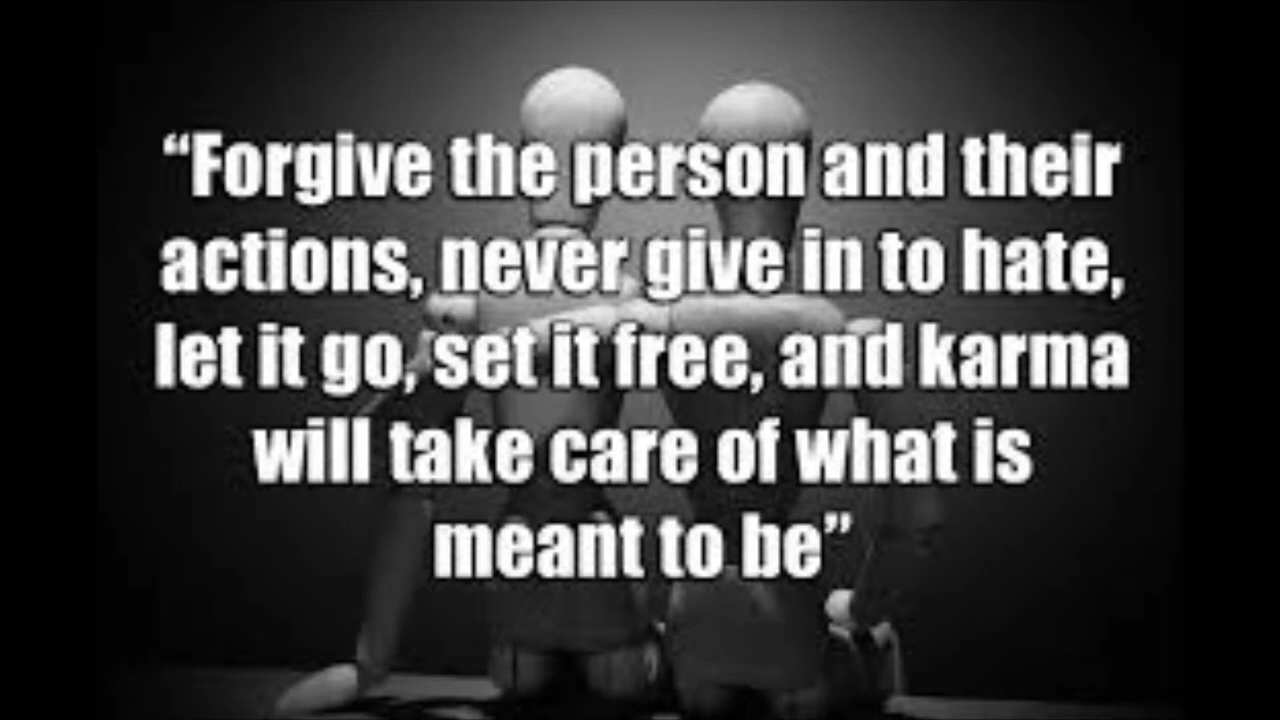 “Forgive the person and their
actions, never give in to hate,
let it go, set it free, and karma
will take care of what is
meant to be”